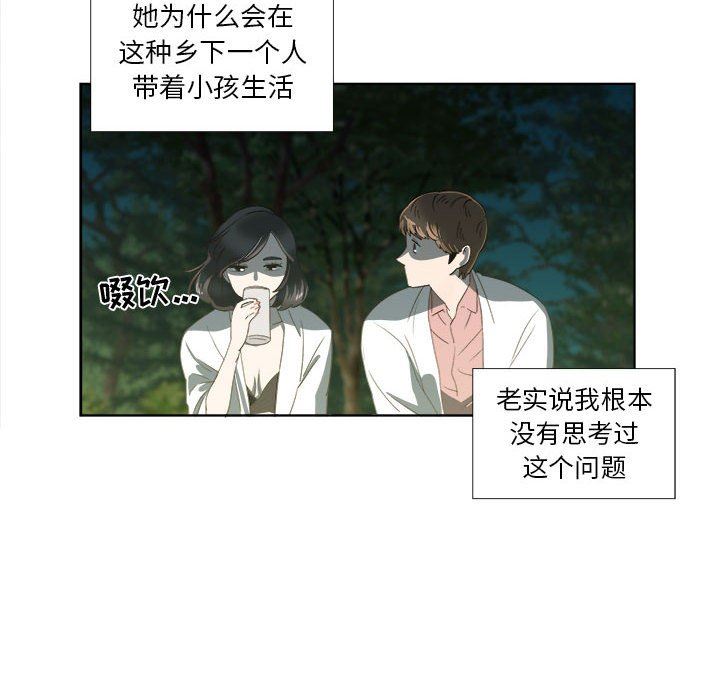 她为什么会在
这种乡下一个人
带着小孩生活
啜饮...
老实说我根本
没有思考过
这个问题